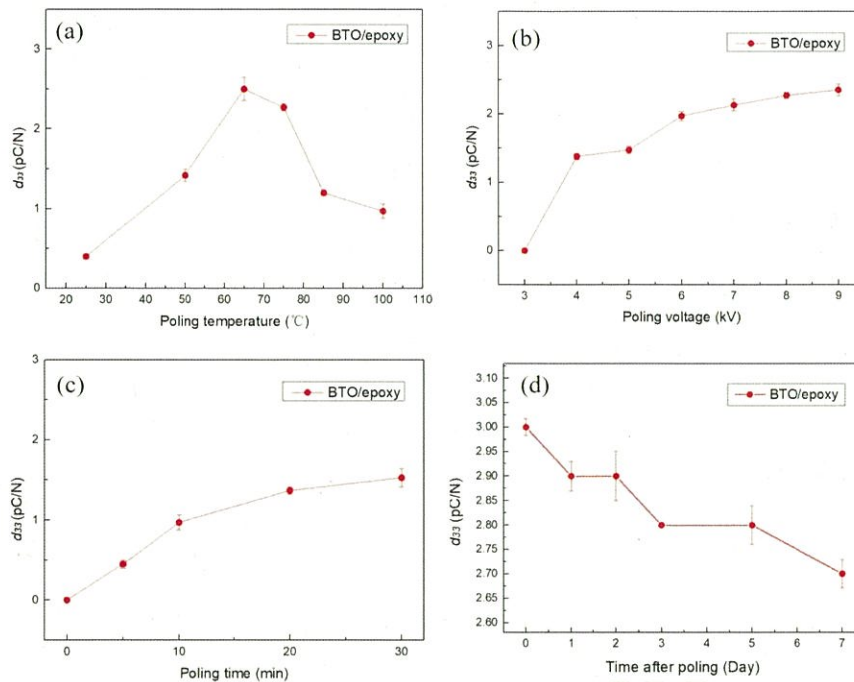 (a)
BTO/epoxy
3
2
1
0
d33 (pC/N)
20 30 40 50 60 70 80 90 100 110
Poling temperature (℃)
(b)
BTO/epoxy
3
2
1
0
d33 (pC/N)
3 4 5 6 7 8 9
Poling voltage (kV)
(c)
BTO/epoxy
3
2
1
0
d33 (pC/N)
0 10 20 30
Poling time (min)
(d)
BTO/epoxy
3.10
3.05
3.00
2.95
2.90
2.85
2.80
2.75
2.70
2.65
2.60
d33 (pC/N)
0 1 2 3 4 5 6 7
Time after poling (Day)